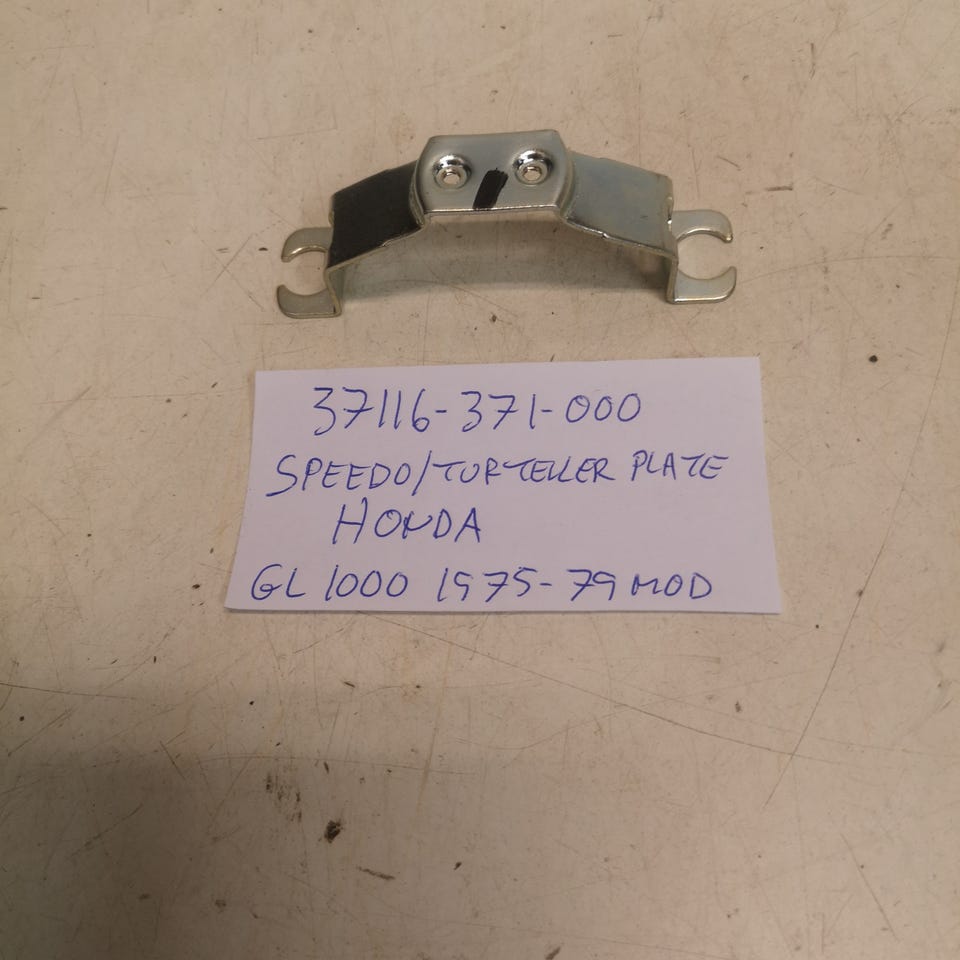 37116-371-000
SPEEDO/TURTELLER PLATE
HONDA
GL 1000 1975-79 MOD